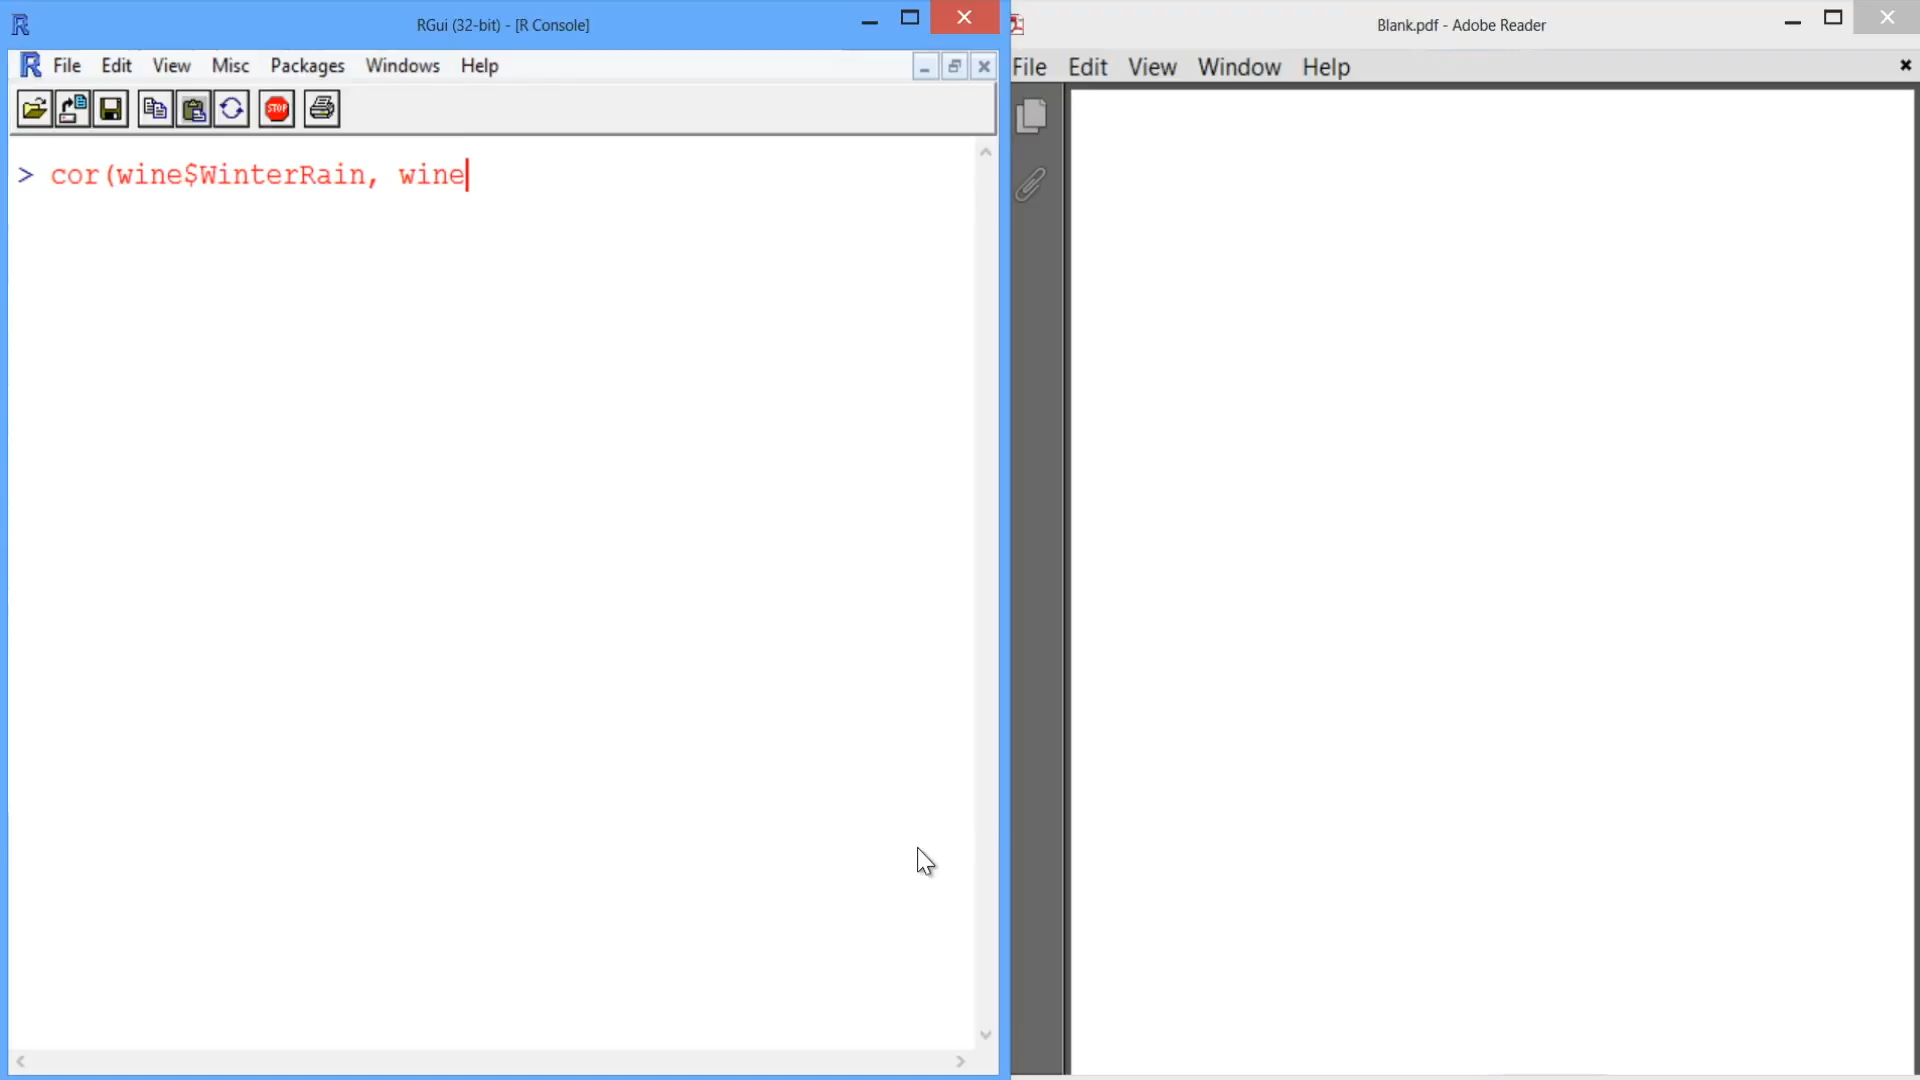 RGui (32-bit) - [R Console]
File Edit View Misc Packages Windows Help
STOP
> cor(wine$WinterRain, wine
Blank.pdf - Adobe Reader
File Edit View Window Help